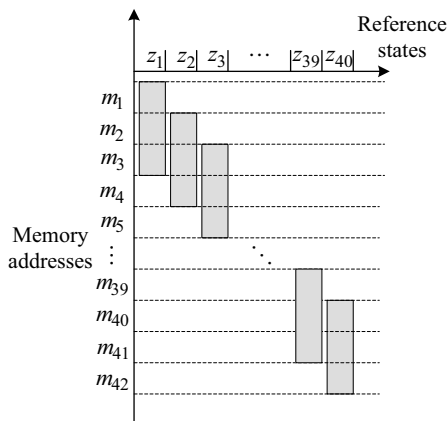 Reference
states
z1 z2 z3 ⋯ z39 z40
m1
m2
m3
m4
m5
Memory
addresses
⋮
⋱
m39
m40
m41
m42